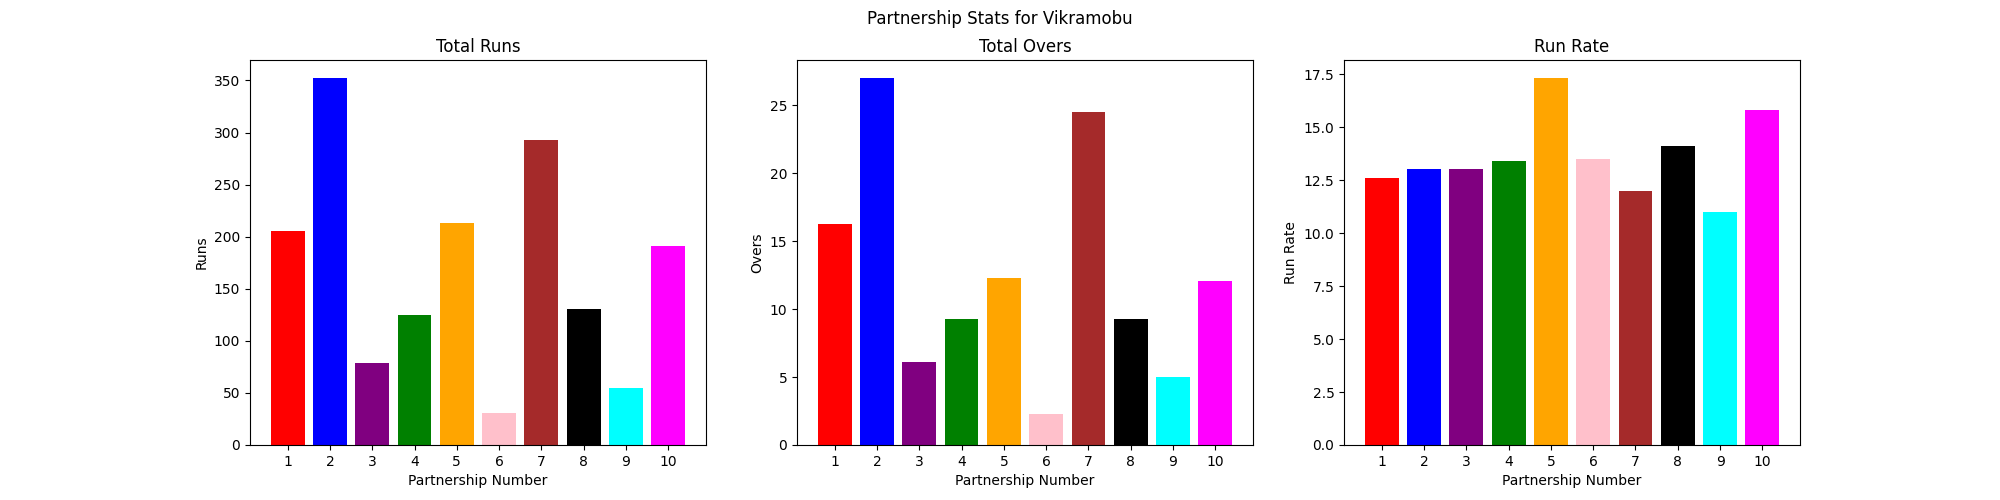 Partnership Stats for Vikramobu
Total Runs
350
300
250
200
150
100
50
0
Runs
1 2 3 4 5 6 7 8 9 10
Partnership Number
Total Overs
25
20
15
10
5
0
Overs
1 2 3 4 5 6 7 8 9 10
Partnership Number
Run Rate
17.5
15.0
12.5
10.0
7.5
5.0
2.5
0.0
Run Rate
1 2 3 4 5 6 7 8 9 10
Partnership Number